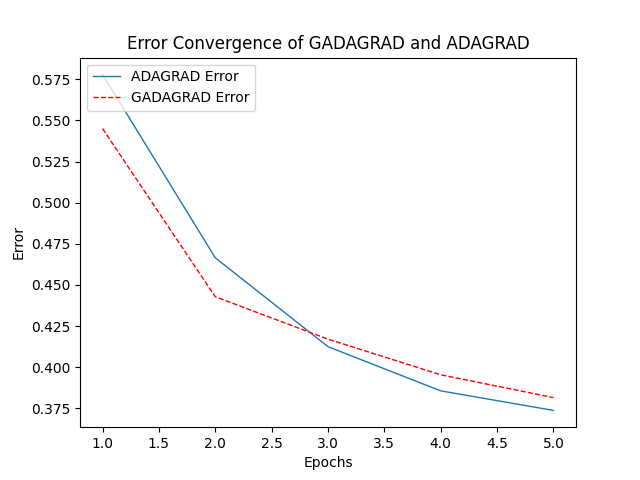 Error Convergence of GADAGRAD and ADAGRAD
ADAGRAD Error
GADAGRAD Error
0.575
0.550
0.525
0.500
0.475
0.450
0.425
0.400
0.375
Error
1.0 1.5 2.0 2.5 3.0 3.5 4.0 4.5 5.0
Epochs